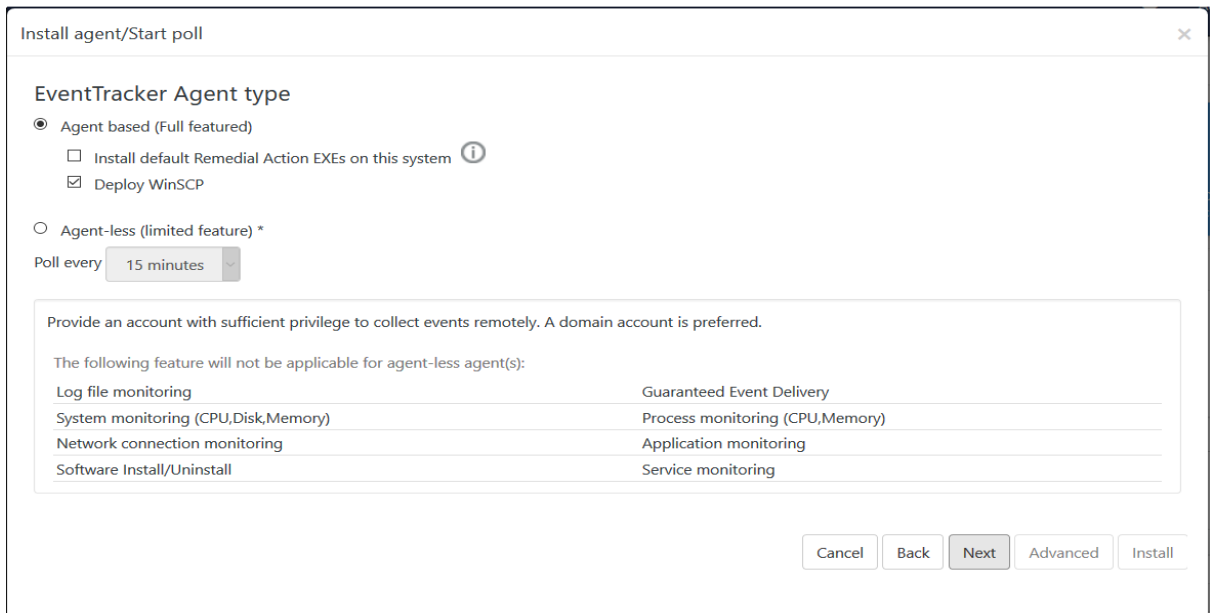 Install agent/Start poll
EventTracker Agent type
Agent based (Full featured)
Install default Remedial Action EXEs on this system
Deploy WinSCP
Agent-less (limited feature) *
Poll every 15 minutes
Provide an account with sufficient privilege to collect events remotely. A domain account is preferred.
The following feature will not be applicable for agent-less agent(s):
Log file monitoring Guaranteed Event Delivery
System monitoring (CPU,Disk,Memory) Process monitoring (CPU,Memory)
Network connection monitoring Application monitoring
Software Install/Uninstall Service monitoring
Cancel Back Next Advanced Install